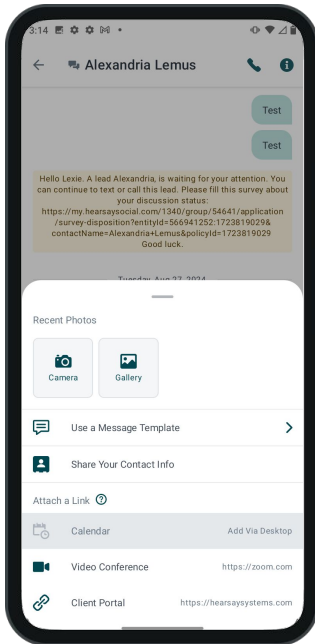 3:14
Alexandria Lemus
Test
Test
Hello Lexie. A lead Alexandria, is waiting for your attention. You
can continue to text or call this lead. Please fill this survey about
your discussion status:
https://my.hearsaysocial.com/1340/group/54641/application
/survey-disposition?entityId=566941252:1723819029&
contactName=Alexandria+Lemus&policyId=1723819029
Good luck.
Tuesday, Aug 27, 2024
Recent Photos
Camera
Gallery
Use a Message Template
Share Your Contact Info
Attach a Link
Calendar Add Via Desktop
Video Conference https://zoom.com
Client Portal https://hearsaysystems.com